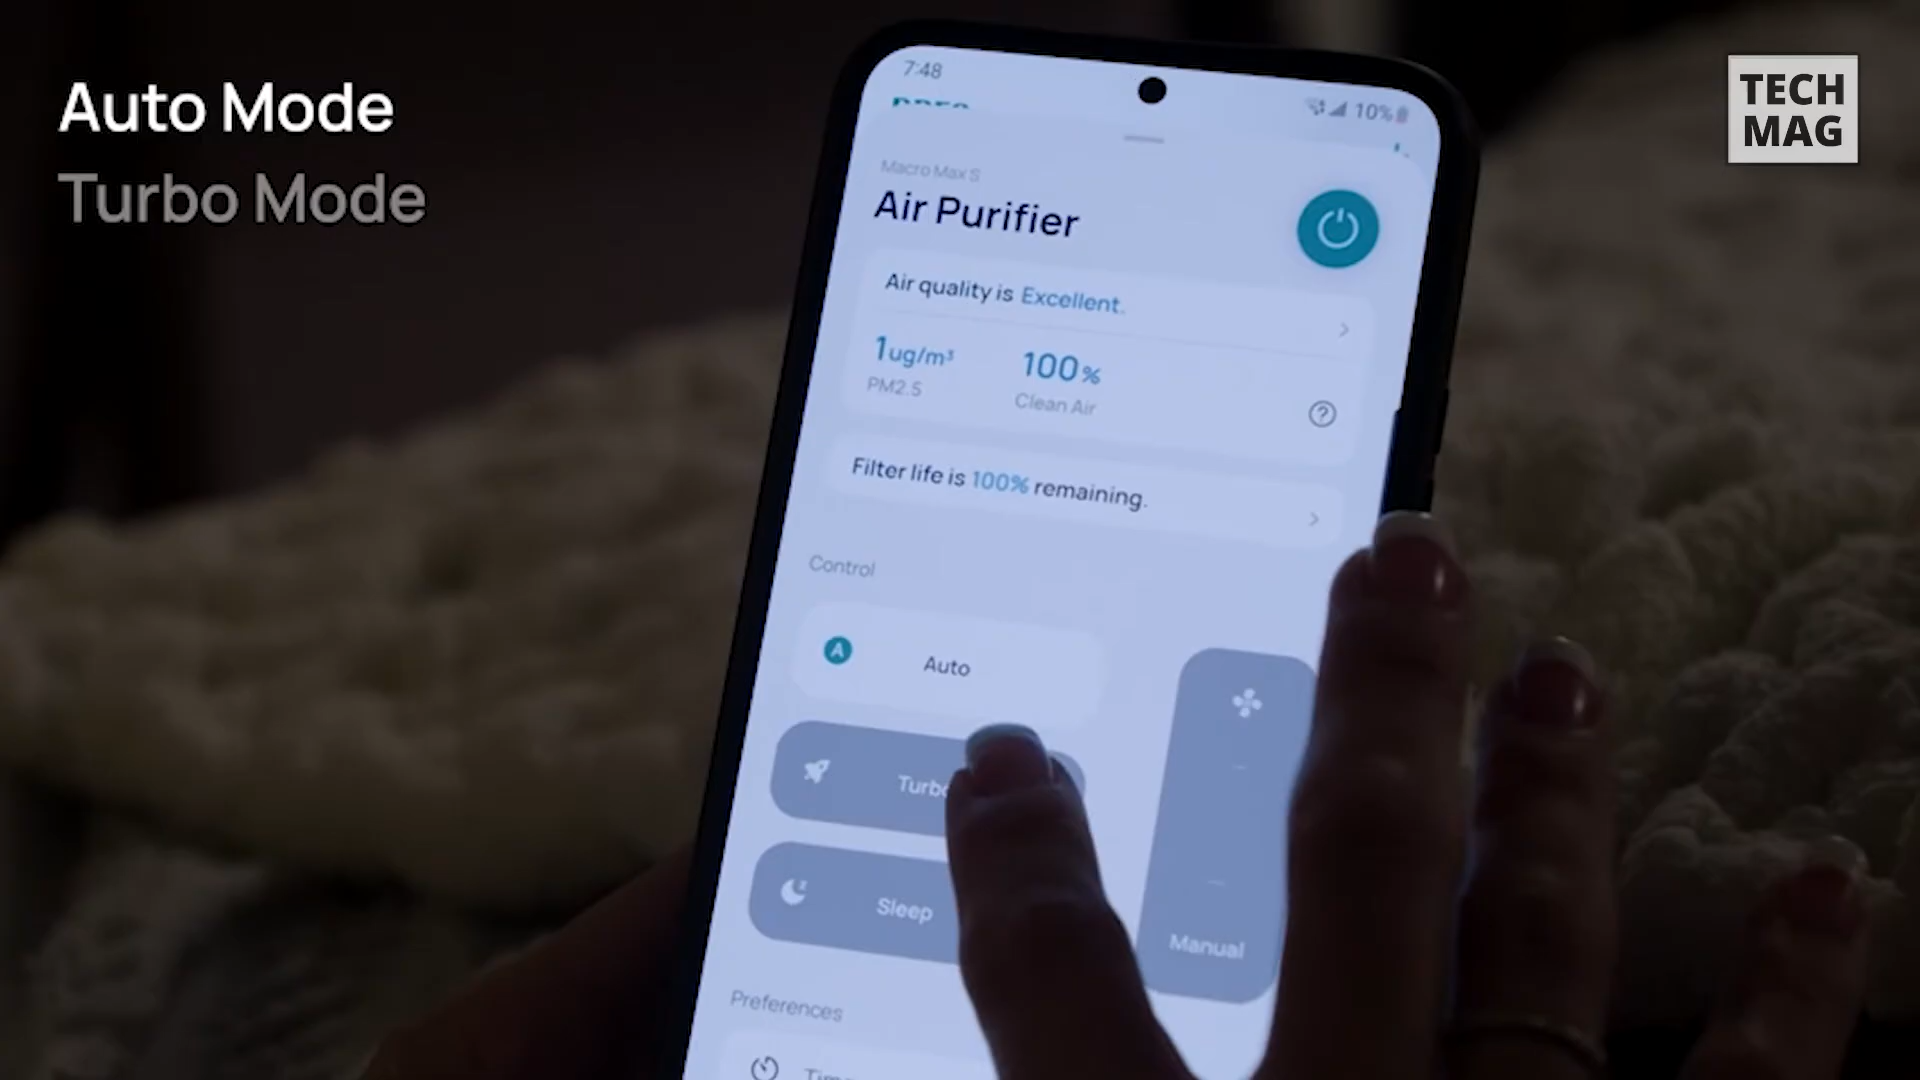 Auto Mode
Turbo Mode
TECH
MAG
7:48
10%
Macro Max S
Air Purifier
Air quality is Excellent.
1ug/m³
PM2.5
100%
Clean Air
Filter life is 100% remaining.
Control
A
Auto
Turbo
Sleep
Manual
Preferences